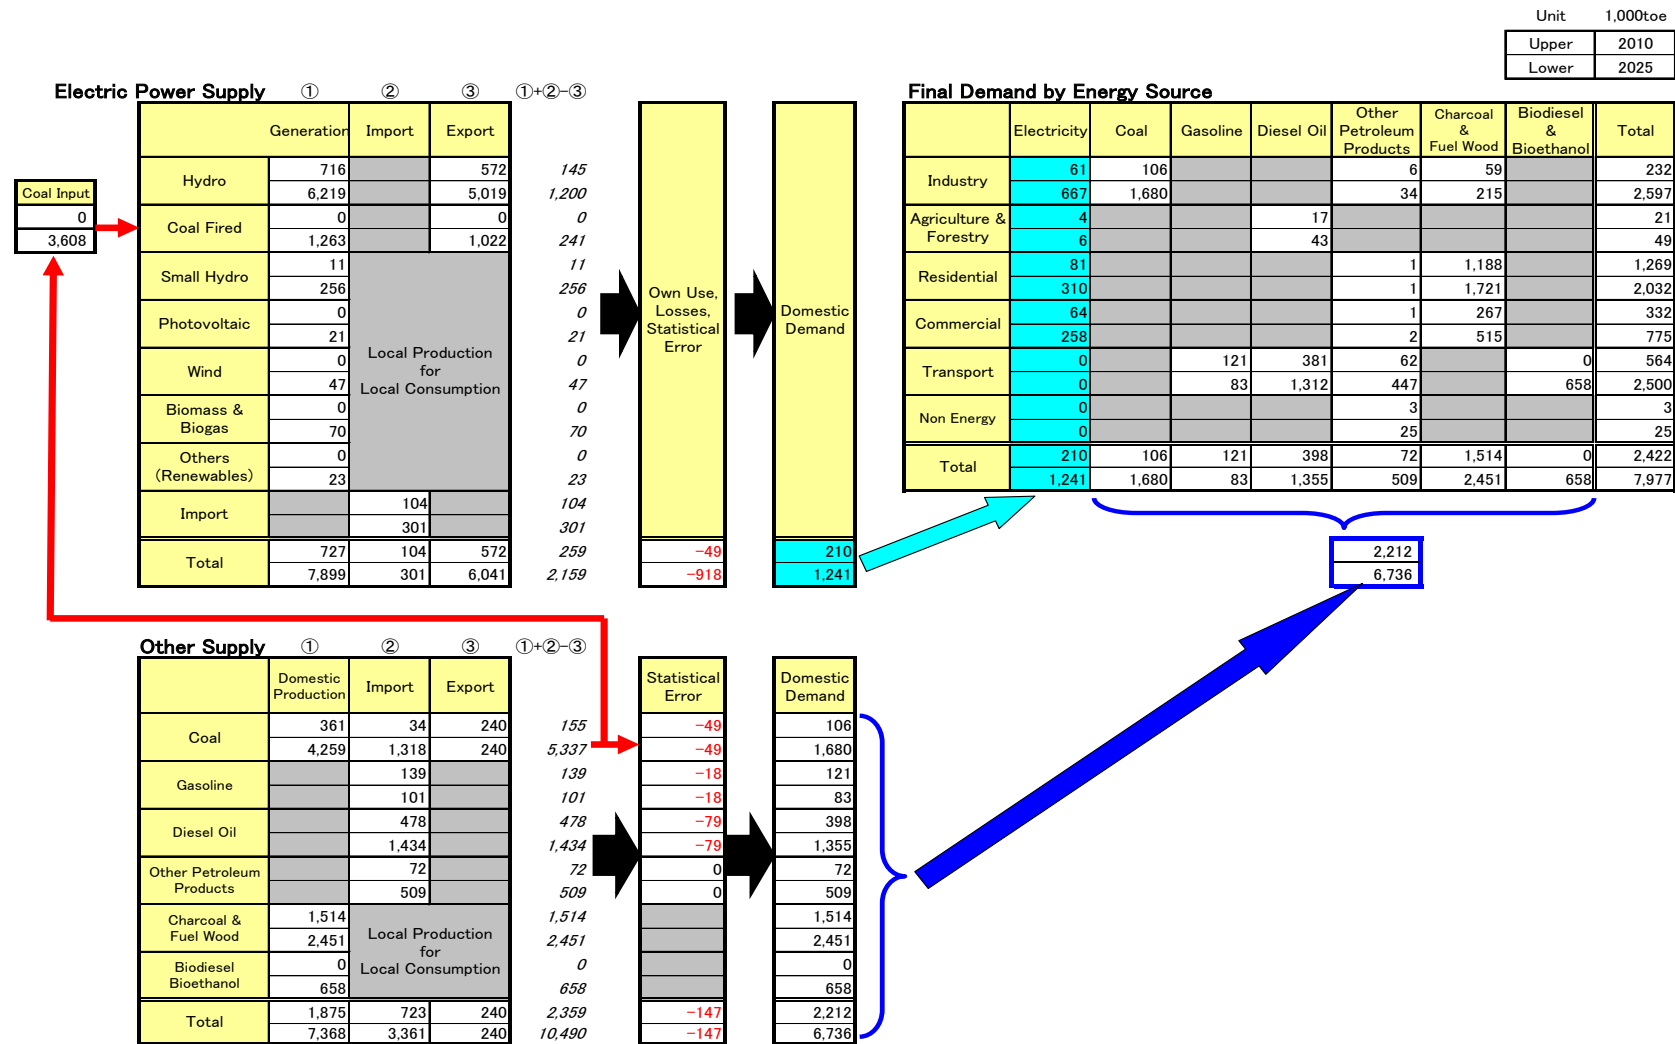 Unit 1,000toe
Upper 2010
Lower 2025
Electric Power Supply ① ② ③ ①+②-③
Generation Import Export
Hydro 716 572 145
6,219 5,019 1,200
Coal Input
0
3,608
Coal Fired 0 0 0
1,263 1,022 241
Small Hydro 11 11
256 256
Photovoltaic 0 0
21 21
Wind 0 0
47 47
Biomass & Biogas 0 0
70 70
Others (Renewables) 0 0
23 23
Local Production
for
Local Consumption
Import 104 104
301 301
Total 727 104 572 259
7,899 301 6,041 2,159
Own Use,
Losses,
Statistical
Error
-49
-918
Domestic
Demand
210
1,241
Final Demand by Energy Source
Electricity Coal Gasoline Diesel Oil Other Petroleum Products Charcoal & Fuel Wood Biodiesel & Bioethanol Total
Industry 61 106 6 59 232
667 1,680 34 215 2,597
Agriculture & Forestry 4 17 21
6 43 49
Residential 81 1 1,188 1,269
310 1 1,721 2,032
Commercial 64 1 267 332
258 2 515 775
Transport 0 121 381 62 0 564
0 83 1,312 447 658 2,500
Non Energy 0 3 3
0 25 25
Total 210 106 121 398 72 1,514 0 2,422
1,241 1,680 83 1,355 509 2,451 658 7,977
2,212
6,736
Other Supply ① ② ③ ①+②-③
Domestic Production Import Export
Coal 361 34 240 155
4,259 1,318 240 5,337
Gasoline 139 139
101 101
Diesel Oil 478 478
1,434 1,434
Other Petroleum Products 72 72
509 509
Charcoal & Fuel Wood 1,514 1,514
2,451 2,451
Biodiesel Bioethanol 0 0
658 658
Local Production
for
Local Consumption
Total 1,875 723 240 2,359
7,368 3,361 240 10,490
Statistical
Error
-49
-49
-18
-18
-79
-79
0
0
-147
-147
Domestic
Demand
106
1,680
121
83
398
1,355
72
509
1,514
2,451
0
658
2,212
6,736